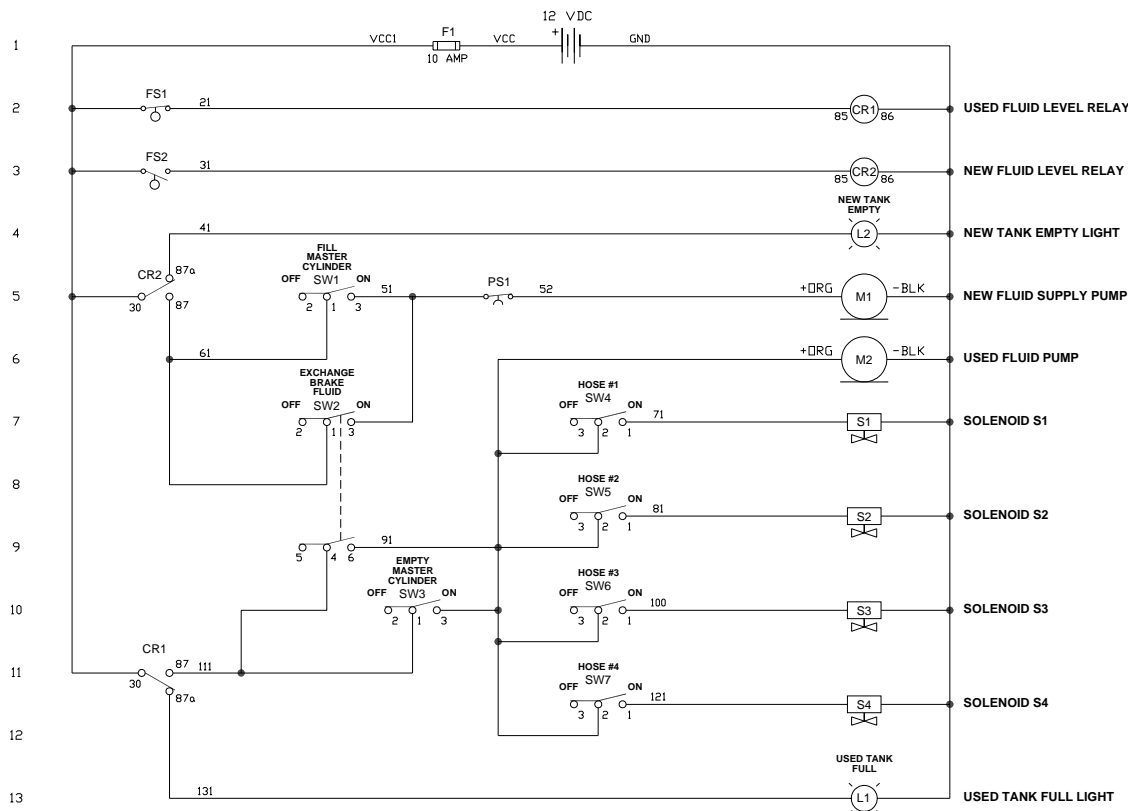 12 VDC
1 VCC1 F1 VCC + GND
10 AMP
FS1
2 21 CR1 USED FLUID LEVEL RELAY
85 86
FS2
3 31 CR2 NEW FLUID LEVEL RELAY
85 86
NEW TANK
EMPTY
4 41 L2 NEW TANK EMPTY LIGHT
FILL
MASTER
CYLINDER
CR2 87a OFF SW1 ON PS1
5 30 87 2 1 3 51 52 +ORG M1 -BLK NEW FLUID SUPPLY PUMP
6 61 +ORG M2 -BLK USED FLUID PUMP
EXCHANGE
BRAKE
FLUID
OFF SW2 ON
HOSE #1
OFF SW4 ON
7 2 1 3 3 2 1 71 S1 SOLENOID S1
8
HOSE #2
OFF SW5 ON
3 2 1 81 S2 SOLENOID S2
9 5 4 6 91
EMPTY
MASTER
CYLINDER
OFF SW3 ON
HOSE #3
OFF SW6 ON
10 2 1 3 3 2 1 100 S3 SOLENOID S3
CR1
11 30 87 111
87a
HOSE #4
OFF SW7 ON
3 2 1 121 S4 SOLENOID S4
12
USED TANK
FULL
13 131 L1 USED TANK FULL LIGHT